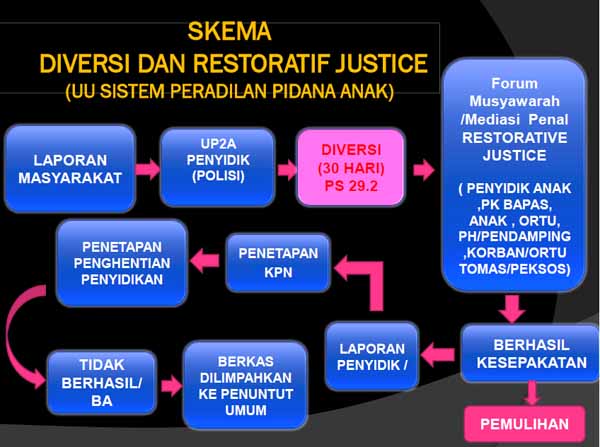 SKEMA
DIVERSI DAN RESTORATIF JUSTICE
(UU SISTEM PERADILAN PIDANA ANAK)
LAPORAN
MASYARAKAT
UP2A
PENYIDIK
(POLISI)
DIVERSI
(30 HARI)
PS 29.2
Forum
Musyawarah
/Mediasi Penal
RESTORATIVE
JUSTICE
( PENYIDIK ANAK
,PK BAPAS,
ANAK , ORTU,
PH/PENDAMPING
,KORBAN/ORTU
TOMAS/PEKSOS)
PENETAPAN
PENGHENTIAN
PENYIDIKAN
PENETAPAN
KPN
TIDAK
BERHASIL/
BA
BERKAS
DILIMPAHKAN
KE PENUNTUT
UMUM
LAPORAN
PENYIDIK /
BERHASIL
KESEPAKATAN
PEMULIHAN